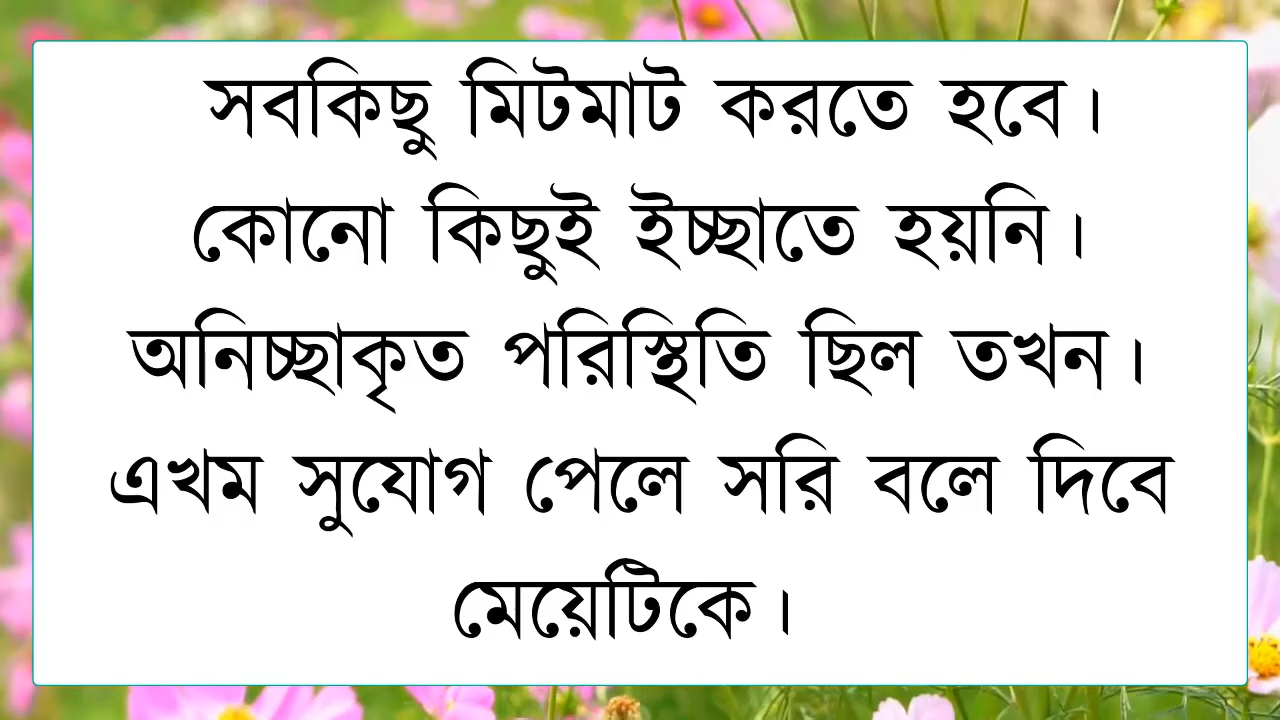 সবকিছু মিটমাট করতে হবে।
কোনো কিছুই ইচ্ছাতে হয়নি।
অনিচ্ছাকৃত পরিস্থিতি ছিল তখন।
এখম সুযোগ পেলে সরি বলে দিবে
মেয়েটিকে।